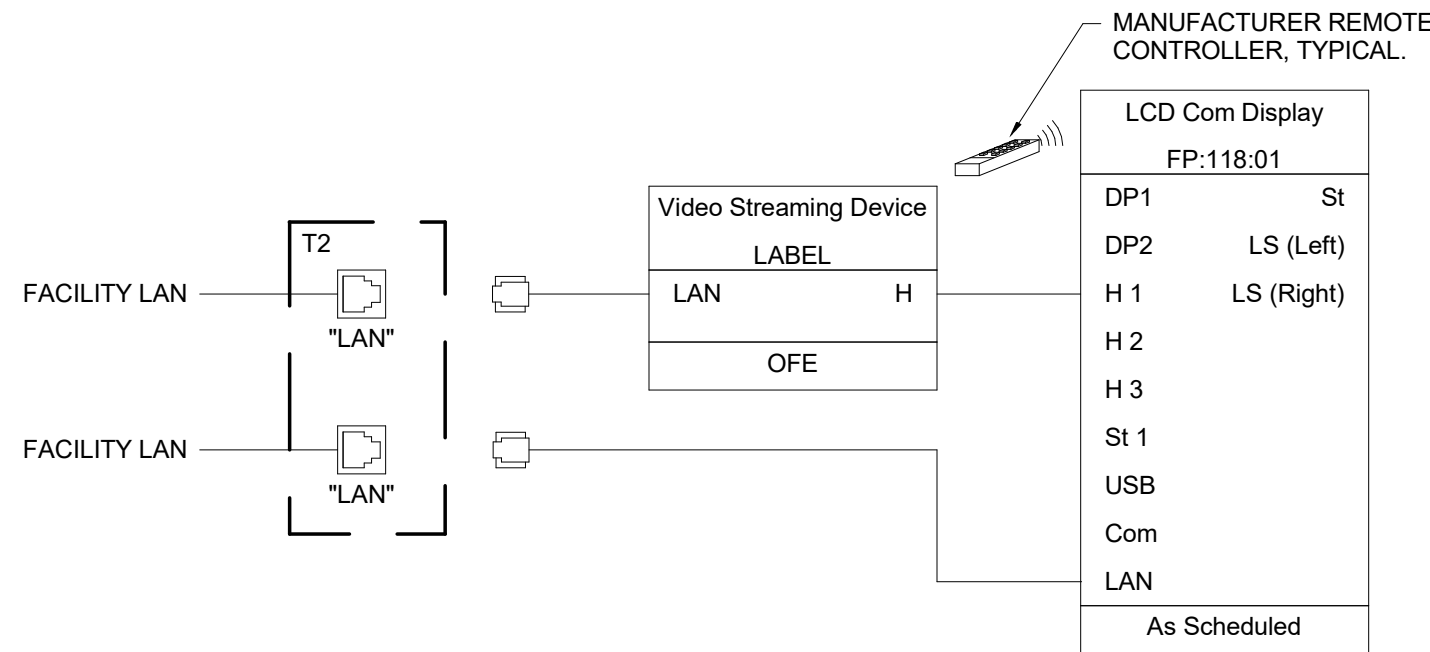 MANUFACTURER REMOTE
CONTROLLER, TYPICAL.
LCD Com Display
FP:118:01
Video Streaming Device
LABEL
DP1 St
DP2 LS (Left)
T2
FACILITY LAN
"LAN"
LAN H
H 1 LS (Right)
H 2
OFE
H 3
St 1
FACILITY LAN
"LAN"
USB
Com
LAN
As Scheduled